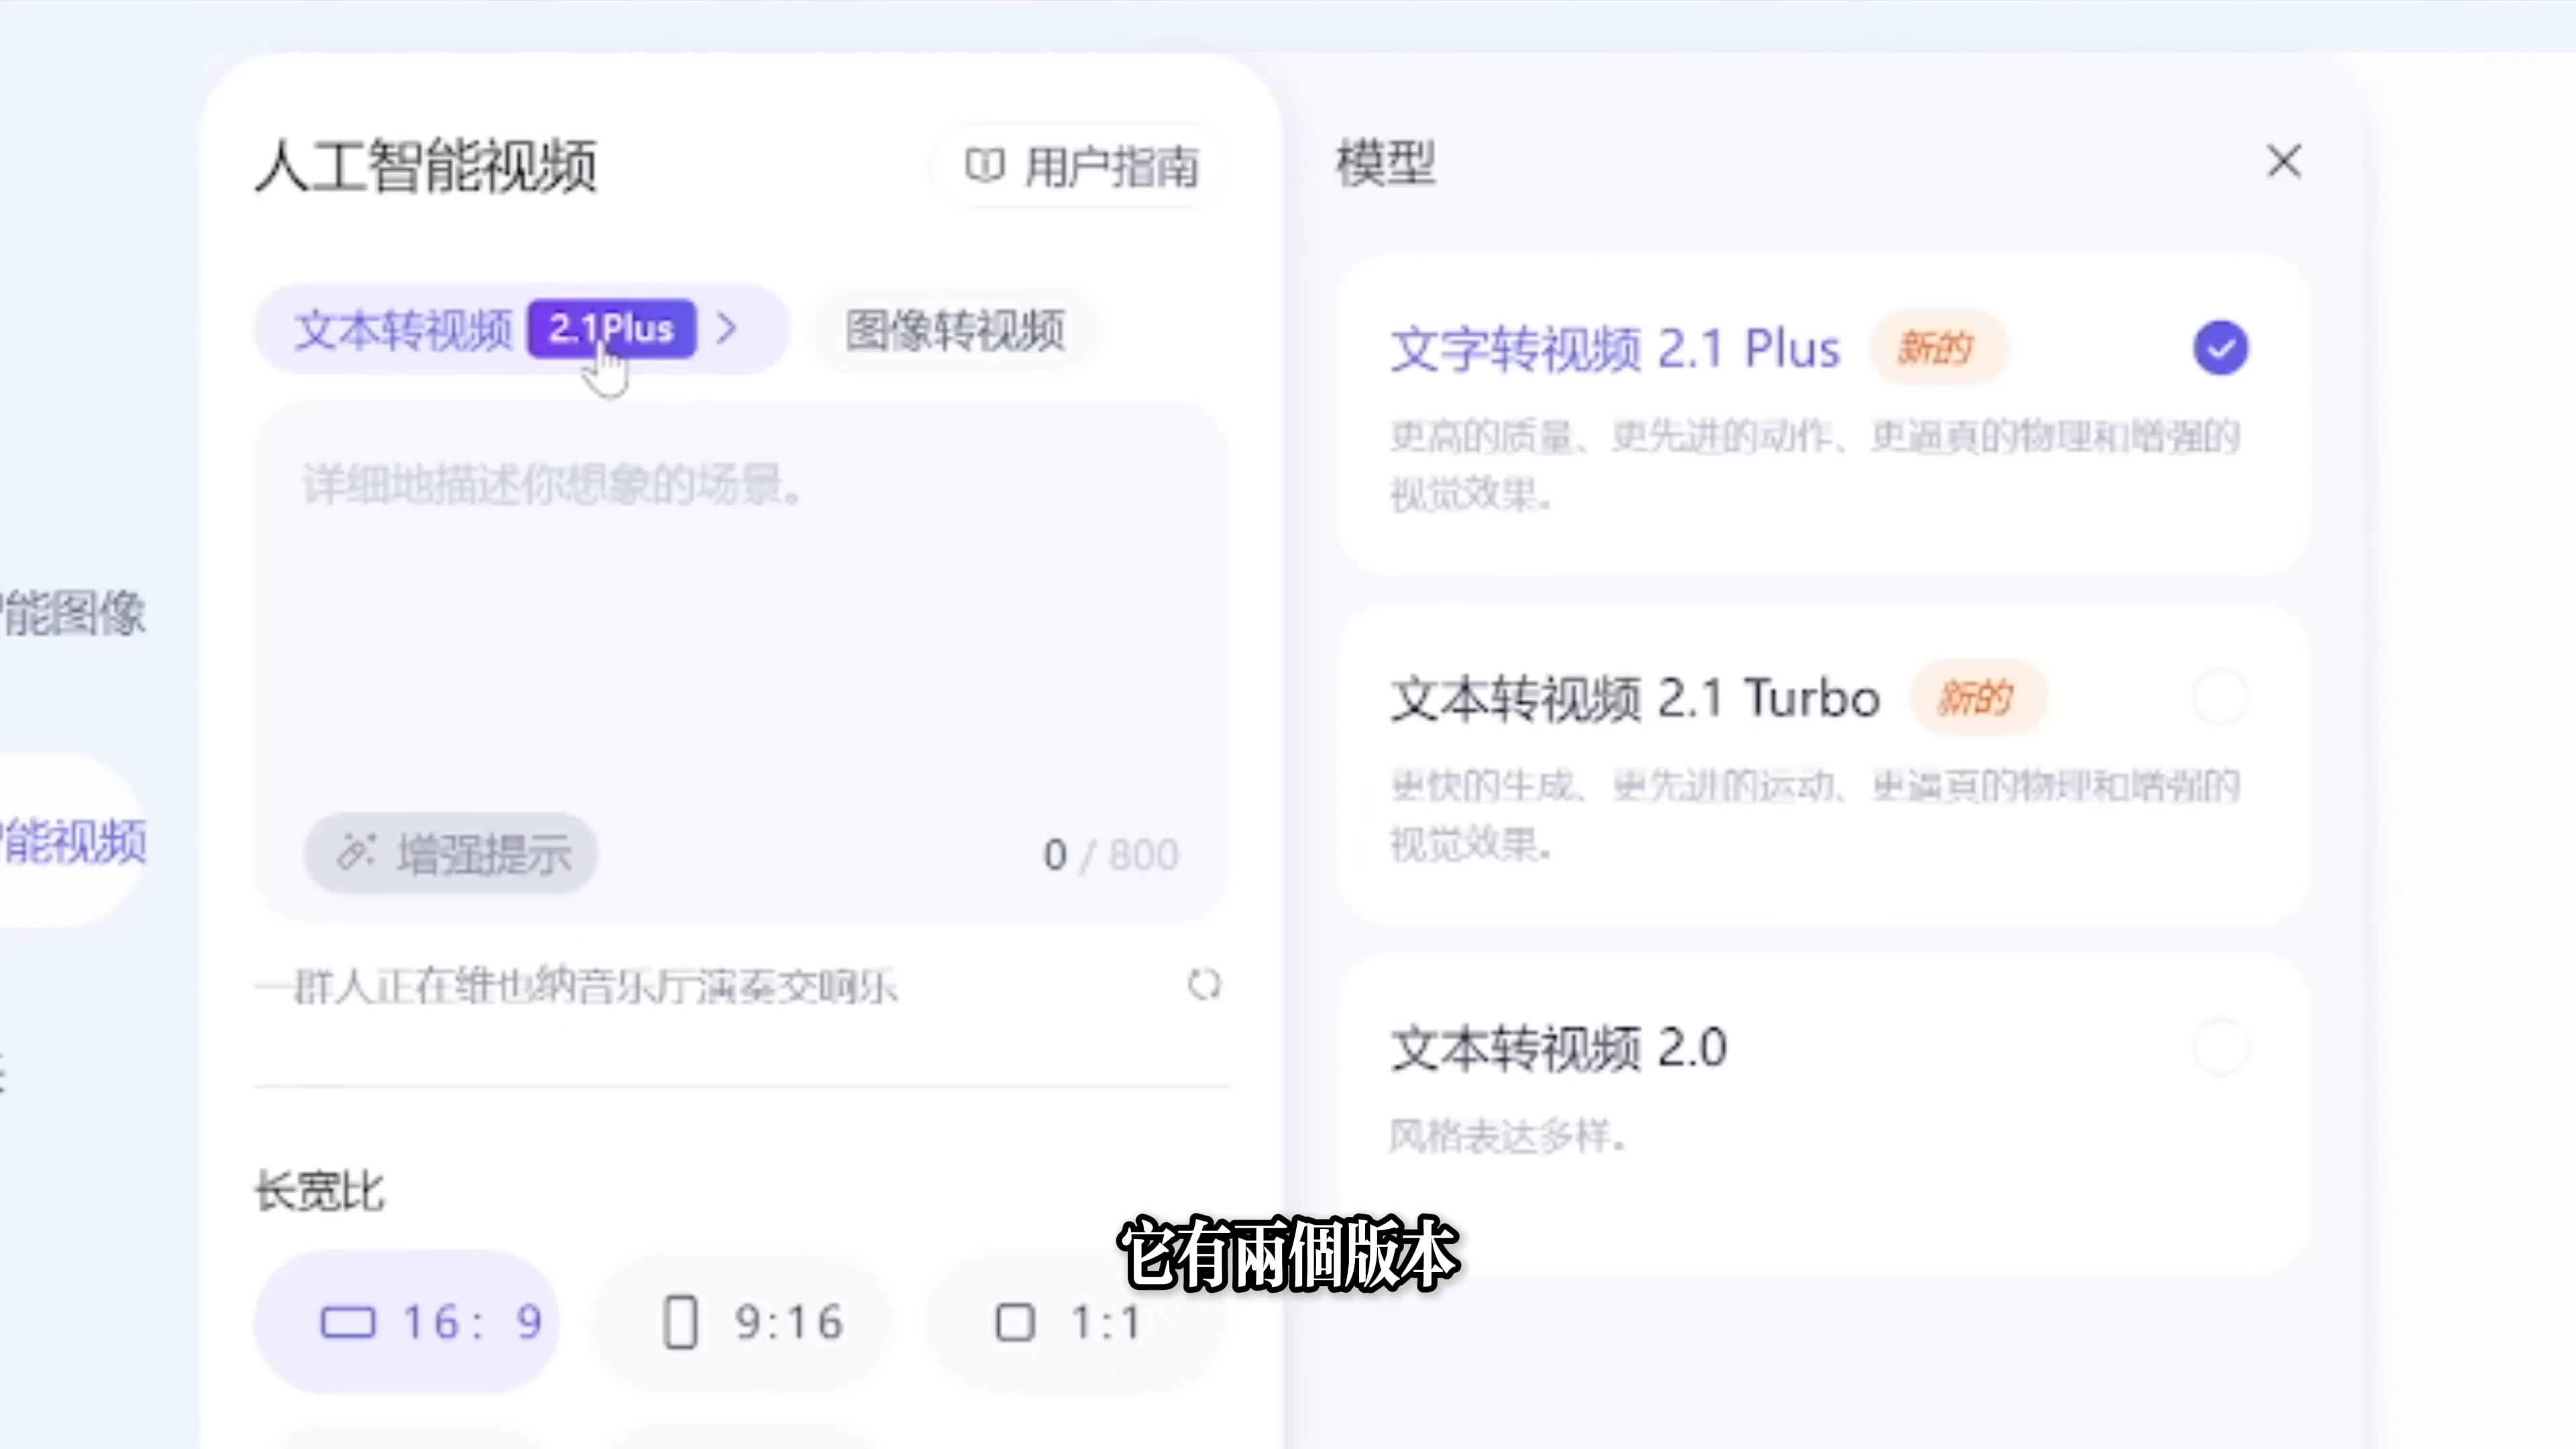 人工智能视频
用户指南
文本转视频 2.1Plus
图像转视频
详细地描述你想象的场景。
增强提示
0 / 800
一群人正在维也纳音乐厅演奏交响乐
长宽比
16: 9
9:16
1:1
能图像
能视频
模型
文字转视频 2.1 Plus 新的
更高的质量、更先进的动作、更逼真的物理和增强的
视觉效果。
文本转视频 2.1 Turbo 新的
更快的生成、更先进的运动、更逼真的物理和增强的
视觉效果。
文本转视频 2.0
风格表达多样。
它有兩個版本